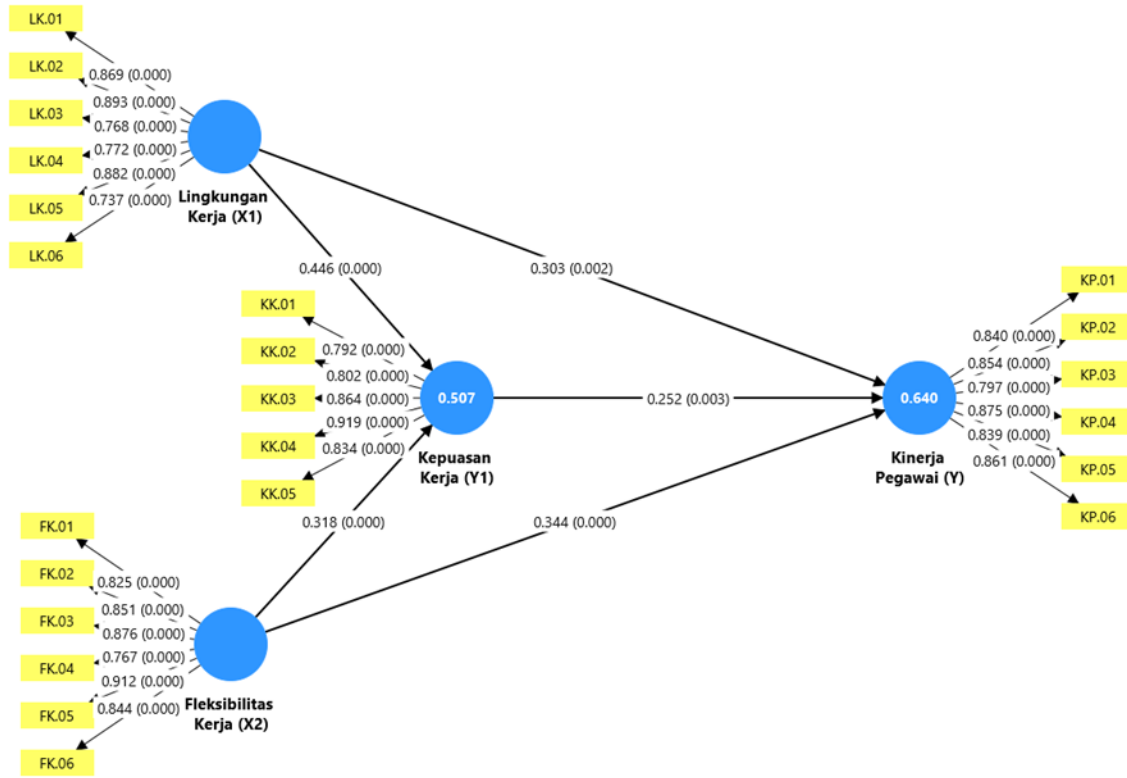 LK.01
LK.02
LK.03
LK.04
LK.05
LK.06
0.869 (0.000)
0.893 (0.000)
0.768 (0.000)
0.772 (0.000)
0.882 (0.000)
0.737 (0.000)
Lingkungan
Kerja (X1)
0.446 (0.000)
0.303 (0.002)
KK.01
KK.02
KK.03
KK.04
KK.05
0.792 (0.000)
0.802 (0.000)
0.864 (0.000)
0.919 (0.000)
0.834 (0.000)
0.507
Kepuasan
Kerja (Y1)
0.252 (0.003)
0.318 (0.000)
0.344 (0.000)
0.640
Kinerja
Pegawai (Y)
0.840 (0.000)
0.854 (0.000)
0.797 (0.000)
0.875 (0.000)
0.839 (0.000)
0.861 (0.000)
KP.01
KP.02
KP.03
KP.04
KP.05
KP.06
FK.01
FK.02
FK.03
FK.04
FK.05
FK.06
0.825 (0.000)
0.851 (0.000)
0.876 (0.000)
0.767 (0.000)
0.912 (0.000)
0.844 (0.000)
Fleksibilitas
Kerja (X2)